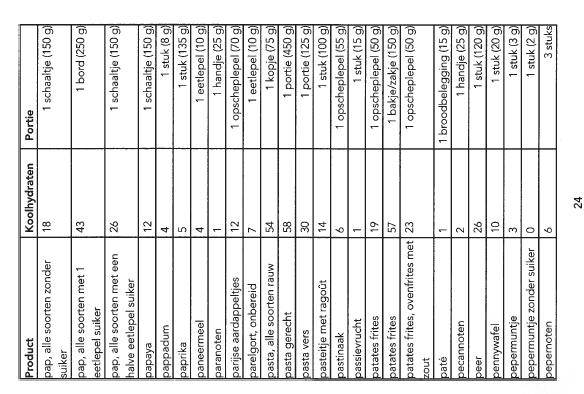 Product Koolhydraten Portie
pap, alle soorten zonder 18 1 schaaltje (150 g)
suiker
pap, alle soorten met 1 43 1 bord (250 g)
eetlepel suiker
pap, alle soorten met een 26 1 schaaltje (150 g)
halve eetlepel suiker
papaya 12 1 schaaltje (150 g)
pappadum 4 1 stuk (8 g)
paprika 5 1 stuk (135 g)
paneermeel 4 1 eetlepel (10 g)
paranoten 1 1 handje (25 g)
parijse aardappeltjes 12 1 opscheplepel (70 g)
parelgort, onbereid 7 1 eetlepel (10 g)
pasta, alle soorten rauw 54 1 kopje (75 g)
pasta gerecht 58 1 portie (450 g)
pasta vers 30 1 portie (125 g)
pasteitje met ragoût 14 1 stuk (100 g)
pastinaak 6 1 opscheplepel (55 g)
passievrucht 1 1 stuk (15 g)
patates frites 19 1 opscheplepel (50 g)
patates frites 57 1 bakje/zakje (150 g)
patates frites, ovenfrites met 23 1 opscheplepel (50 g)
zout
paté 1 1 broodbelegging (15 g)
pecannoten 2 1 handje (25 g)
peer 26 1 stuk (120 g)
pennywafel 10 1 stuk (20 g)
pepermuntje 3 1 stuk (3 g)
pepermuntje zonder suiker 0 1 stuk (2 g)
pepernoten 6 3 stuks
24